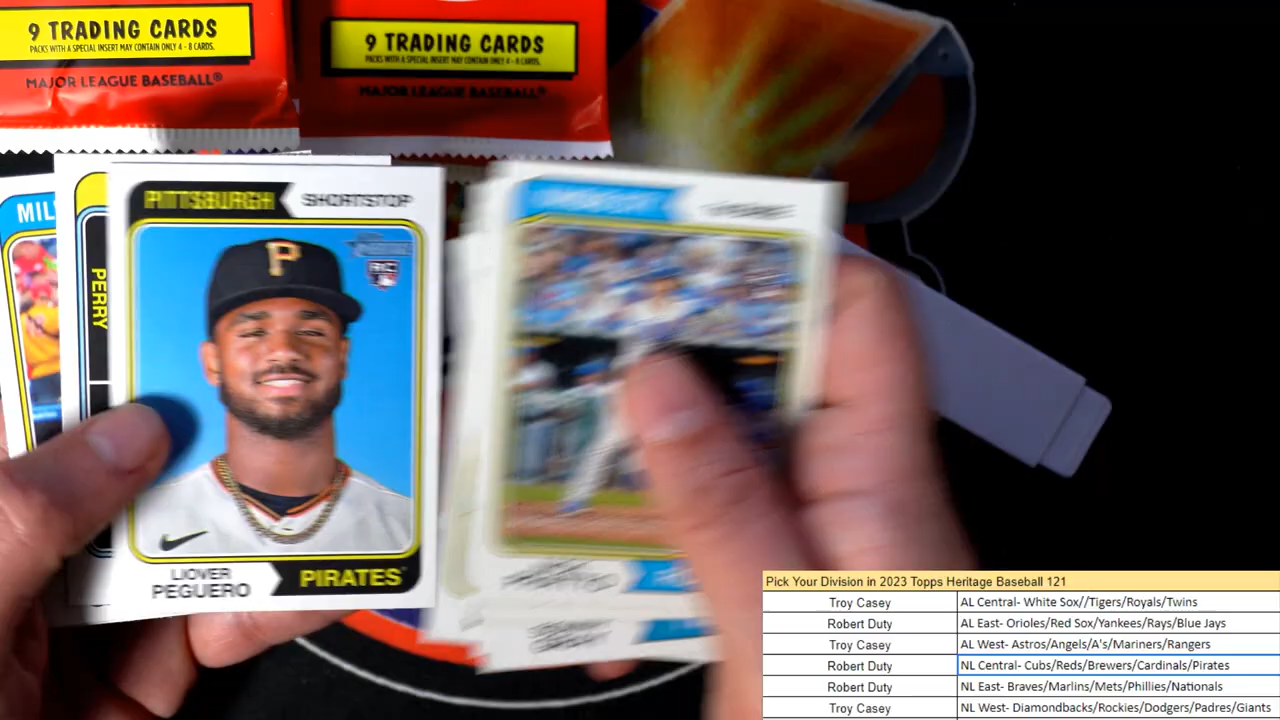 9 TRADING CARDS
PACKS WITH A SPECIAL INSERT MAY CONTAIN ONLY 4 - 8 CARDS.
MAJOR LEAGUE BASEBALL®
9 TRADING CARDS
PACKS WITH A SPECIAL INSERT MAY CONTAIN ONLY 4 - 8 CARDS.
MAJOR LEAGUE BASEBALL®
MIL
PERRY
PITTSBURGH SHORTSTOP
P
RC
LIOVER
PEGUERO
PIRATES
Pick Your Division in 2023 Topps Heritage Baseball 121
Troy Casey AL Central- White Sox//Tigers/Royals/Twins
Robert Duty AL East- Orioles/Red Sox/Yankees/Rays/Blue Jays
Troy Casey AL West- Astros/Angels/A's/Mariners/Rangers
Robert Duty NL Central- Cubs/Reds/Brewers/Cardinals/Pirates
Robert Duty NL East- Braves/Marlins/Mets/Phillies/Nationals
Troy Casey NL West- Diamondbacks/Rockies/Dodgers/Padres/Giants